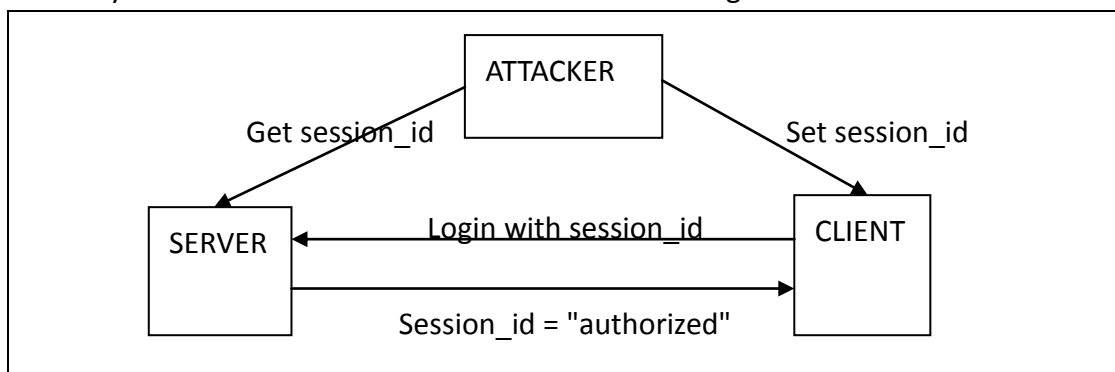 ATTACKER
Get session_id
Set session_id
Login with session_id
SERVER
CLIENT
Session_id = "authorized"